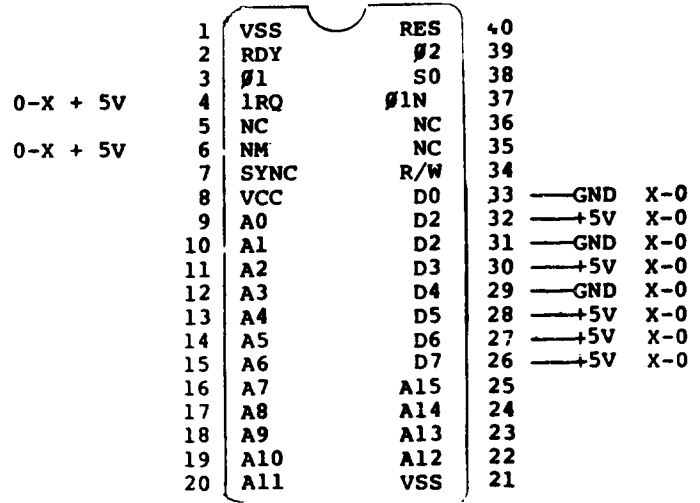 1 VSS RES 40
2 RDY Ø2 39
3 Ø1 SO 38
0-X + 5V 4 1RQ Ø1N 37
5 NC NC 36
0-X + 5V 6 NM NC 35
7 SYNC R/W 34
8 VCC D0 33 GND X-0
9 A0 D2 32 +5V X-0
10 A1 D2 31 GND X-0
11 A2 D3 30 +5V X-0
12 A3 D4 29 GND X-0
13 A4 D5 28 +5V X-0
14 A5 D6 27 +5V X-0
15 A6 D7 26 +5V X-0
16 A7 A15 25
17 A8 A14 24
18 A9 A13 23
19 A10 A12 22
20 A11 VSS 21